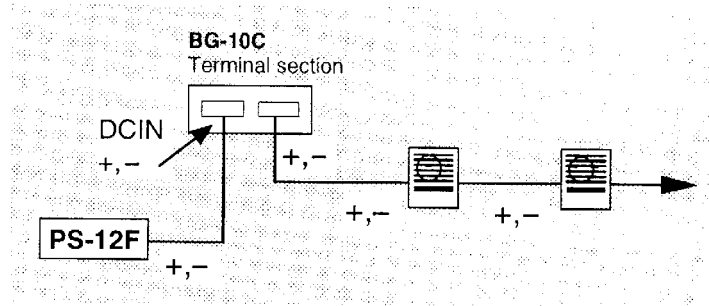 BG-10C
Terminal section
DCIN
+,−
+,−
+,−
+,−
PS-12F
+,−